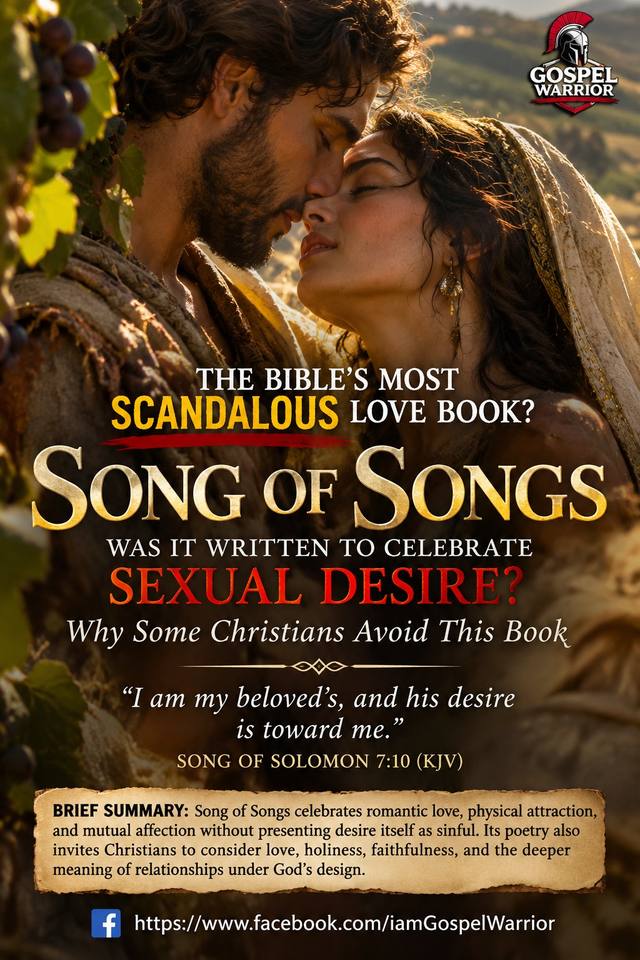 GOSPEL
WARRIOR
THE BIBLE'S MOST
SCANDALOUS LOVE BOOK?
SONG OF SONGS
WAS IT WRITTEN TO CELEBRATE
SEXUAL DESIRE?
Why Some Christians Avoid This Book
“I am my beloved's, and his desire
is toward me.”
SONG OF SOLOMON 7:10 (KJV)
BRIEF SUMMARY: Song of Songs celebrates romantic love, physical attraction,
and mutual affection without presenting desire itself as sinful. Its poetry also
invites Christians to consider love, holiness, faithfulness, and the deeper
meaning of relationships under God's design.
https://www.facebook.com/iamGospelWarrior